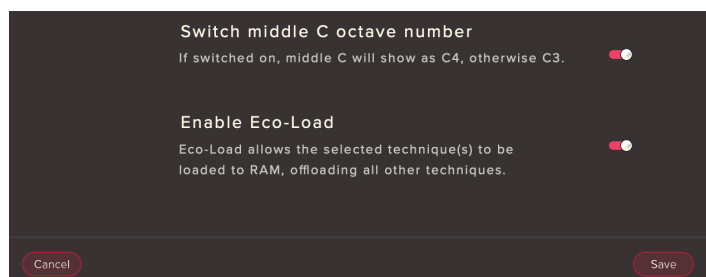 Switch middle C octave number
If switched on, middle C will show as C4, otherwise C3.
Enable Eco-Load
Eco-Load allows the selected technique(s) to be
loaded to RAM, offloading all other techniques.
Cancel
Save